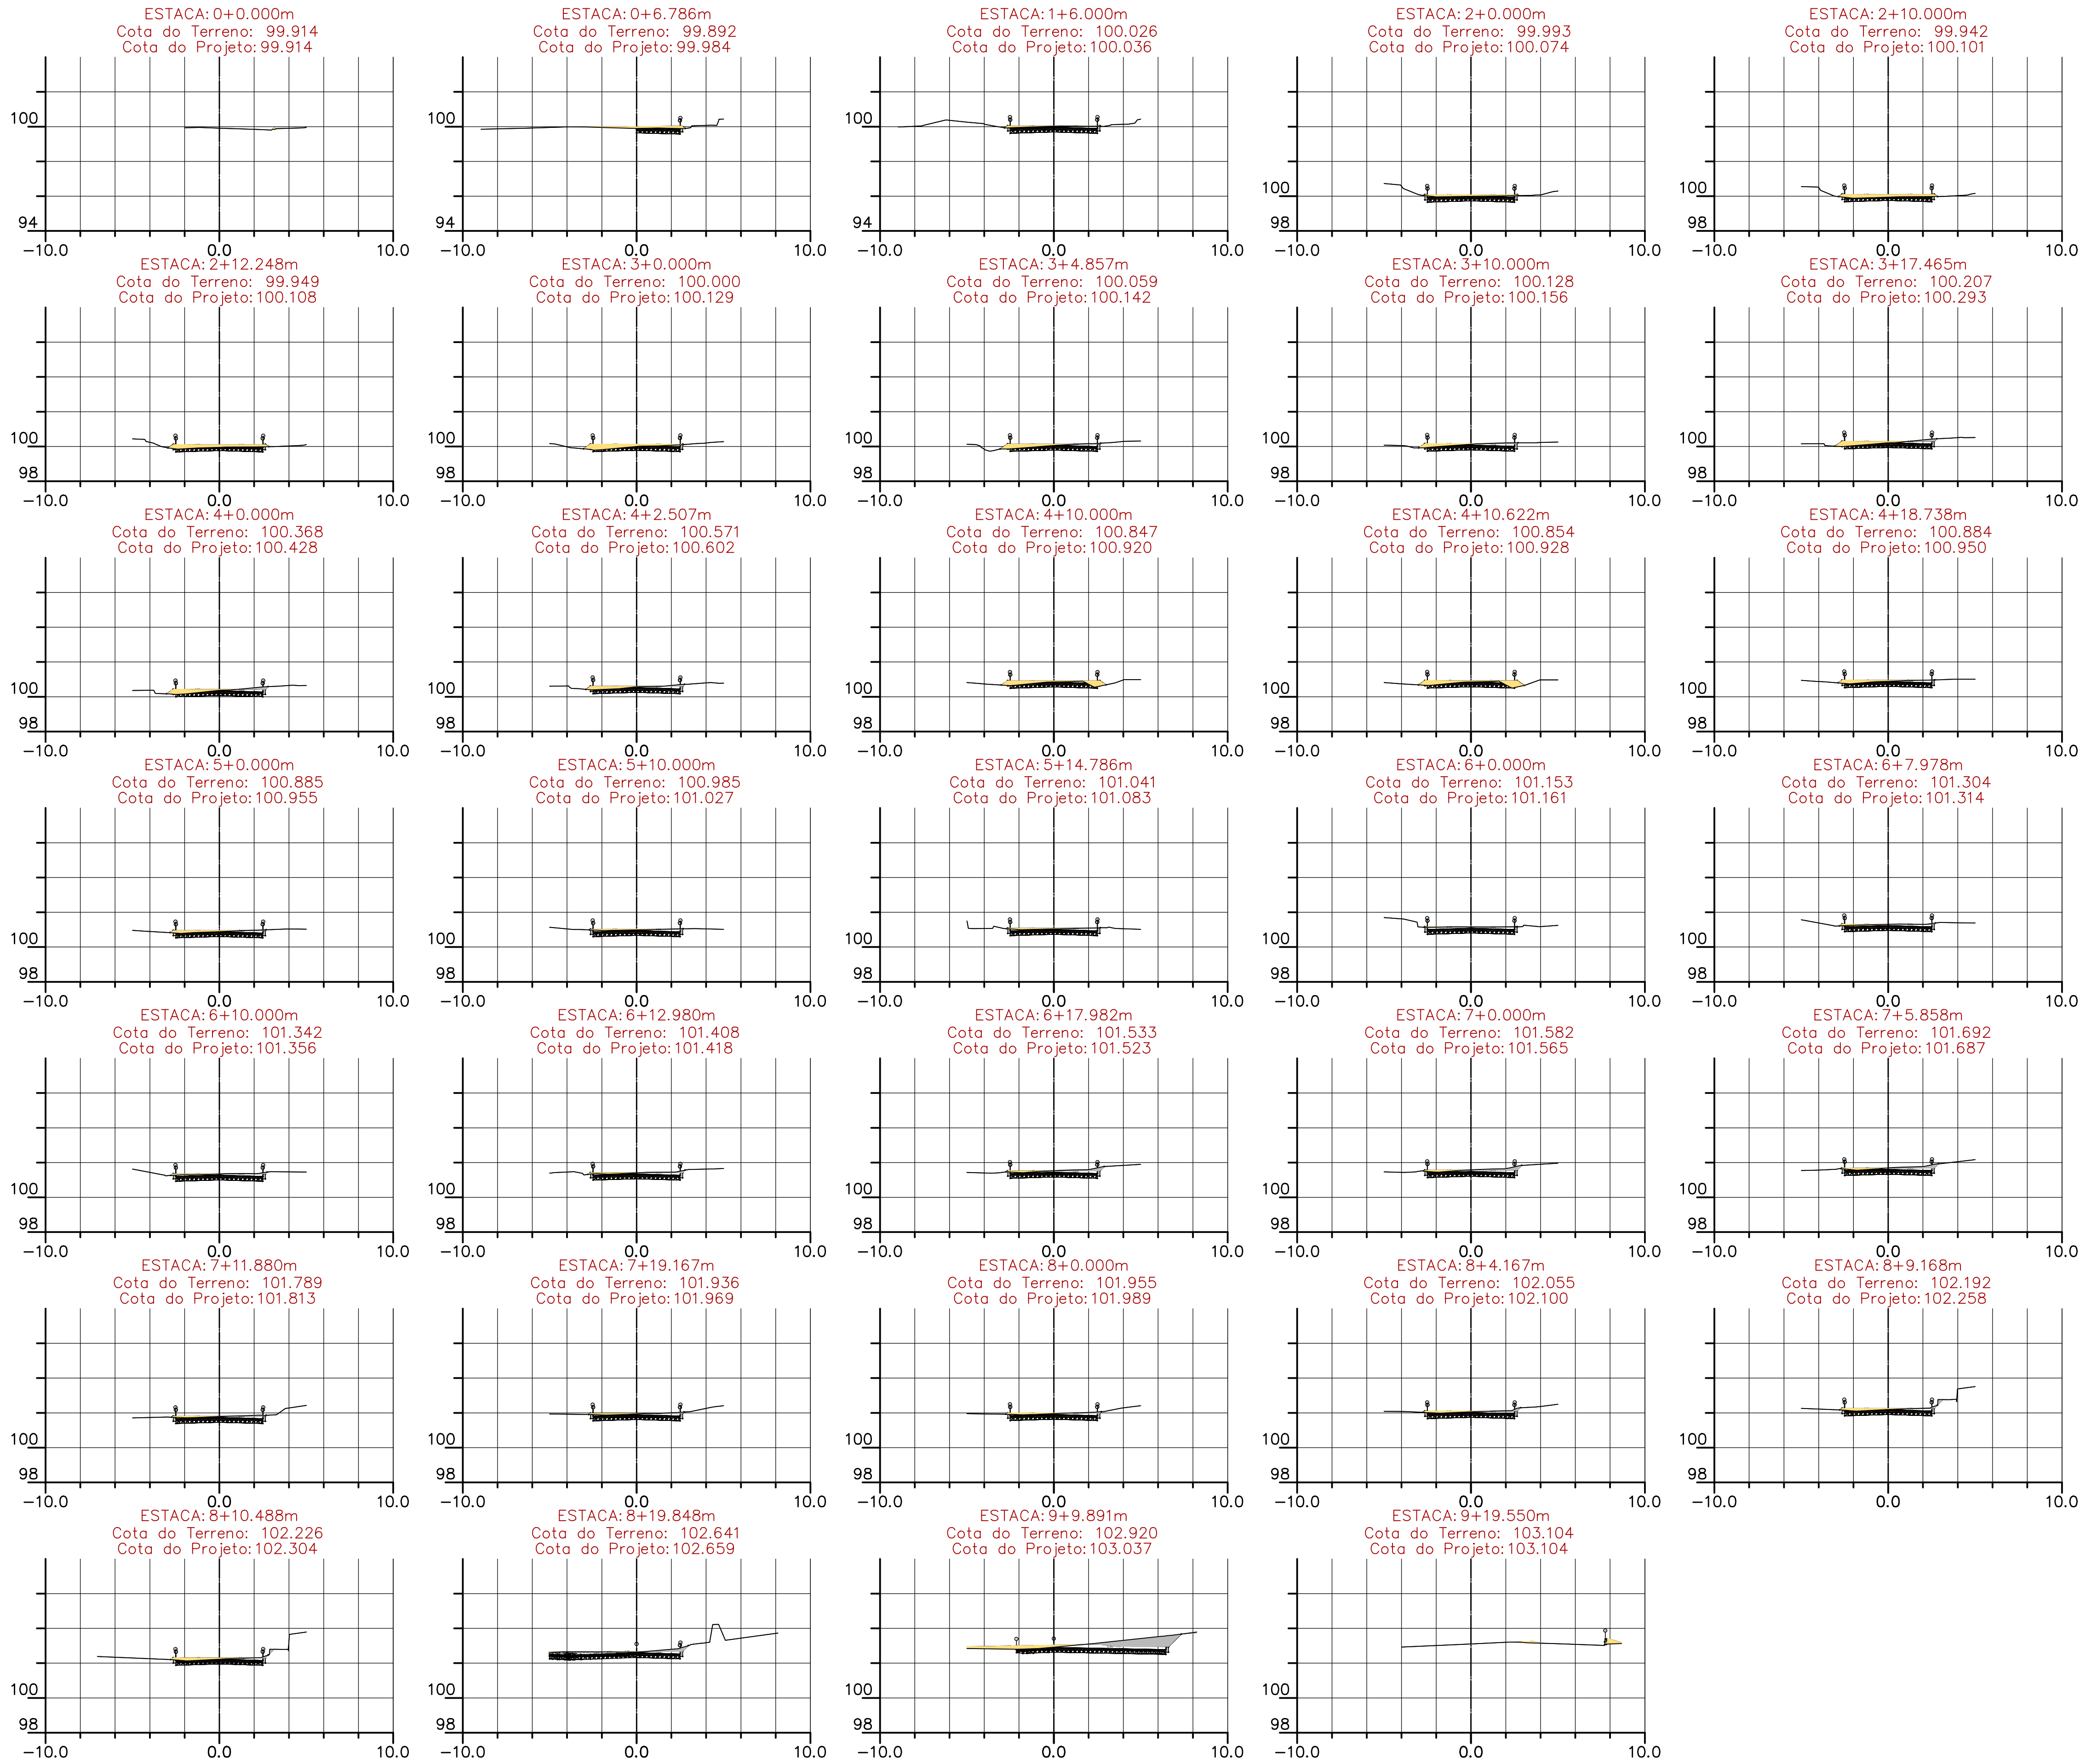 ESTACA: 0+0.000m
Cota do Terreno: 99.914
Cota do Projeto: 99.914
100
94
-10.0 0.0 10.0
ESTACA: 0+6.786m
Cota do Terreno: 99.892
Cota do Projeto: 99.984
100
94
-10.0 0.0 10.0
ESTACA: 1+6.000m
Cota do Terreno: 100.026
Cota do Projeto: 100.036
100
94
-10.0 0.0 10.0
ESTACA: 2+0.000m
Cota do Terreno: 99.993
Cota do Projeto: 100.074
100
98
-10.0 0.0 10.0
ESTACA: 2+10.000m
Cota do Terreno: 99.942
Cota do Projeto: 100.101
100
98
-10.0 0.0 10.0
ESTACA: 2+12.248m
Cota do Terreno: 99.949
Cota do Projeto: 100.108
100
98
-10.0 0.0 10.0
ESTACA: 3+0.000m
Cota do Terreno: 100.000
Cota do Projeto: 100.129
100
98
-10.0 0.0 10.0
ESTACA: 3+4.857m
Cota do Terreno: 100.059
Cota do Projeto: 100.142
100
98
-10.0 0.0 10.0
ESTACA: 3+10.000m
Cota do Terreno: 100.128
Cota do Projeto: 100.156
100
98
-10.0 0.0 10.0
ESTACA: 3+17.465m
Cota do Terreno: 100.207
Cota do Projeto: 100.293
100
98
-10.0 0.0 10.0
ESTACA: 4+0.000m
Cota do Terreno: 100.368
Cota do Projeto: 100.428
100
98
-10.0 0.0 10.0
ESTACA: 4+2.507m
Cota do Terreno: 100.571
Cota do Projeto: 100.602
100
98
-10.0 0.0 10.0
ESTACA: 4+10.000m
Cota do Terreno: 100.847
Cota do Projeto: 100.920
100
98
-10.0 0.0 10.0
ESTACA: 4+10.622m
Cota do Terreno: 100.854
Cota do Projeto: 100.928
100
98
-10.0 0.0 10.0
ESTACA: 4+18.738m
Cota do Terreno: 100.884
Cota do Projeto: 100.950
100
98
-10.0 0.0 10.0
ESTACA: 5+0.000m
Cota do Terreno: 100.885
Cota do Projeto: 100.955
100
98
-10.0 0.0 10.0
ESTACA: 5+10.000m
Cota do Terreno: 100.985
Cota do Projeto: 101.027
100
98
-10.0 0.0 10.0
ESTACA: 5+14.786m
Cota do Terreno: 101.041
Cota do Projeto: 101.083
100
98
-10.0 0.0 10.0
ESTACA: 6+0.000m
Cota do Terreno: 101.153
Cota do Projeto: 101.161
100
98
-10.0 0.0 10.0
ESTACA: 6+7.978m
Cota do Terreno: 101.304
Cota do Projeto: 101.314
100
98
-10.0 0.0 10.0
ESTACA: 6+10.000m
Cota do Terreno: 101.342
Cota do Projeto: 101.356
100
98
-10.0 0.0 10.0
ESTACA: 6+12.980m
Cota do Terreno: 101.408
Cota do Projeto: 101.418
100
98
-10.0 0.0 10.0
ESTACA: 6+17.982m
Cota do Terreno: 101.533
Cota do Projeto: 101.523
100
98
-10.0 0.0 10.0
ESTACA: 7+0.000m
Cota do Terreno: 101.582
Cota do Projeto: 101.565
100
98
-10.0 0.0 10.0
ESTACA: 7+5.858m
Cota do Terreno: 101.692
Cota do Projeto: 101.687
100
98
-10.0 0.0 10.0
ESTACA: 7+11.880m
Cota do Terreno: 101.789
Cota do Projeto: 101.813
100
98
-10.0 0.0 10.0
ESTACA: 7+19.167m
Cota do Terreno: 101.936
Cota do Projeto: 101.969
100
98
-10.0 0.0 10.0
ESTACA: 8+0.000m
Cota do Terreno: 101.955
Cota do Projeto: 101.989
100
98
-10.0 0.0 10.0
ESTACA: 8+4.167m
Cota do Terreno: 102.055
Cota do Projeto: 102.100
100
98
-10.0 0.0 10.0
ESTACA: 8+9.168m
Cota do Terreno: 102.192
Cota do Projeto: 102.258
100
98
-10.0 0.0 10.0
ESTACA: 8+10.488m
Cota do Terreno: 102.226
Cota do Projeto: 102.304
100
98
-10.0 0.0 10.0
ESTACA: 8+19.848m
Cota do Terreno: 102.641
Cota do Projeto: 102.659
100
98
-10.0 0.0 10.0
ESTACA: 9+9.891m
Cota do Terreno: 102.920
Cota do Projeto: 103.037
100
98
-10.0 0.0 10.0
ESTACA: 9+19.550m
Cota do Terreno: 103.104
Cota do Projeto: 103.104
100
98
-10.0 0.0 10.0